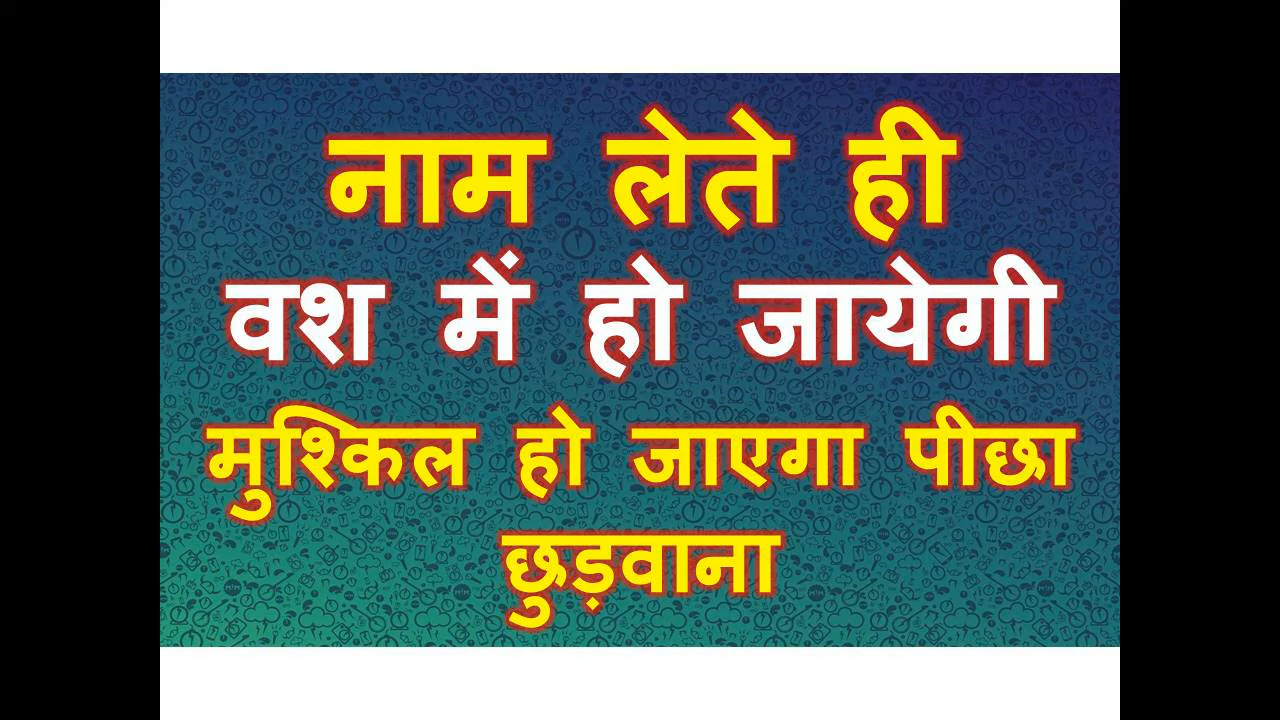 नाम लेते ही
वश में हो जायेगी
मुश्किल हो जाएगा पीछा
छुड़वाना